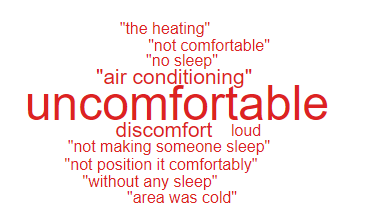 "the heating"
"not comfortable"
"no sleep"
"air conditioning"
uncomfortable
discomfort loud
"not making someone sleep"
"not position it comfortably"
"without any sleep"
"area was cold"